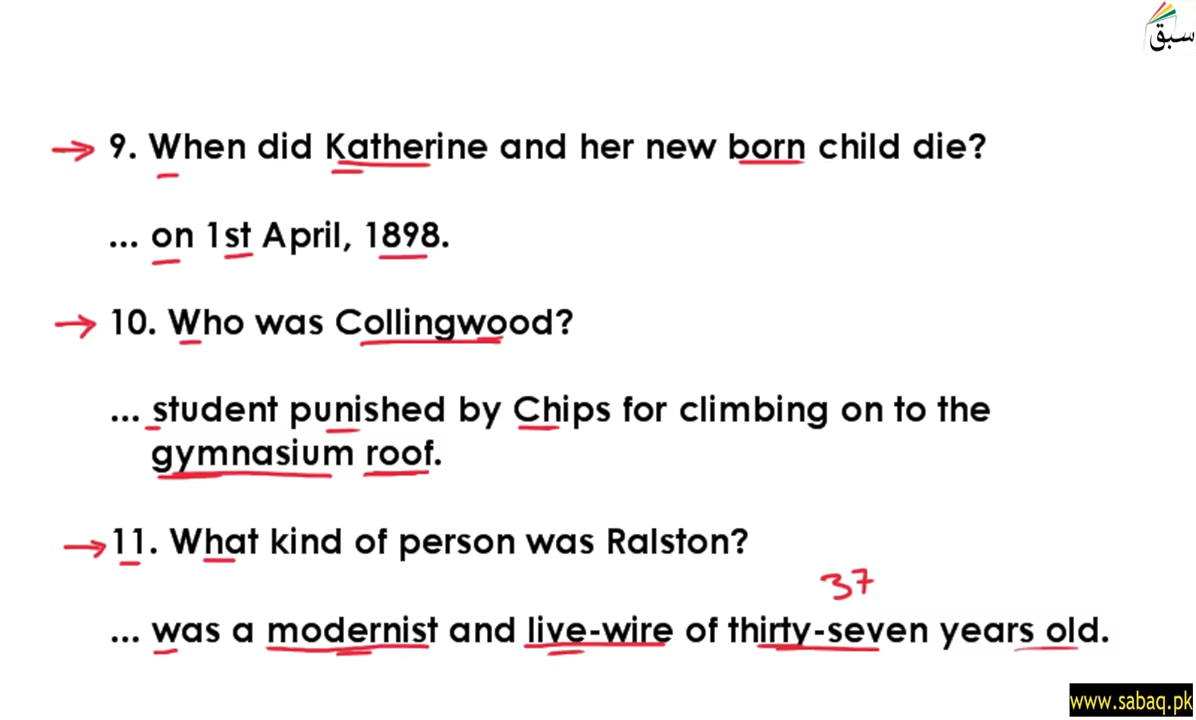 سبق
9. When did Katherine and her new born child die?
... on 1st April, 1898.
10. Who was Collingwood?
... student punished by Chips for climbing on to the
gymnasium roof.
11. What kind of person was Ralston?
37
... was a modernist and live-wire of thirty-seven years old.
www.sabaq.pk